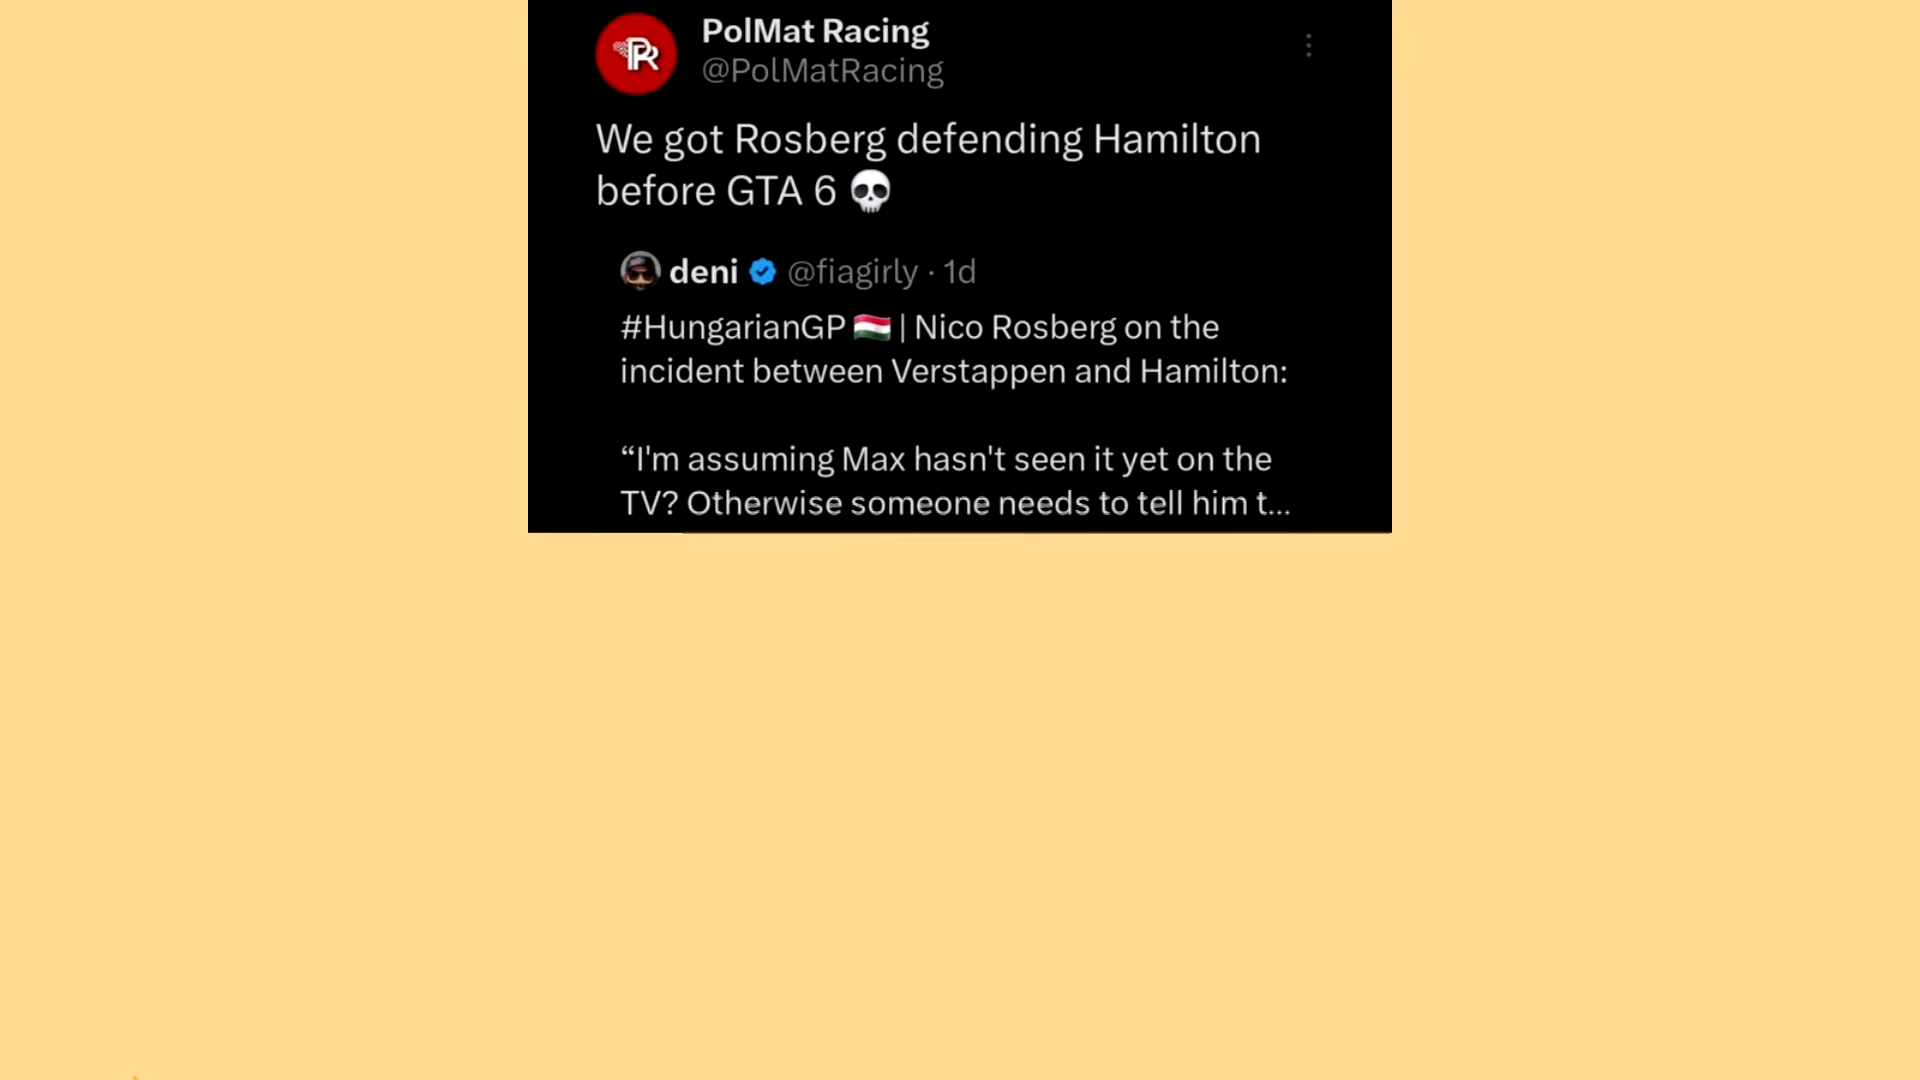 PolMat Racing
@PolMatRacing
We got Rosberg defending Hamilton
before GTA 6 💀
deni @fiagirly · 1d
#HungarianGP 🇭🇺 | Nico Rosberg on the
incident between Verstappen and Hamilton:
“I'm assuming Max hasn't seen it yet on the
TV? Otherwise someone needs to tell him t...